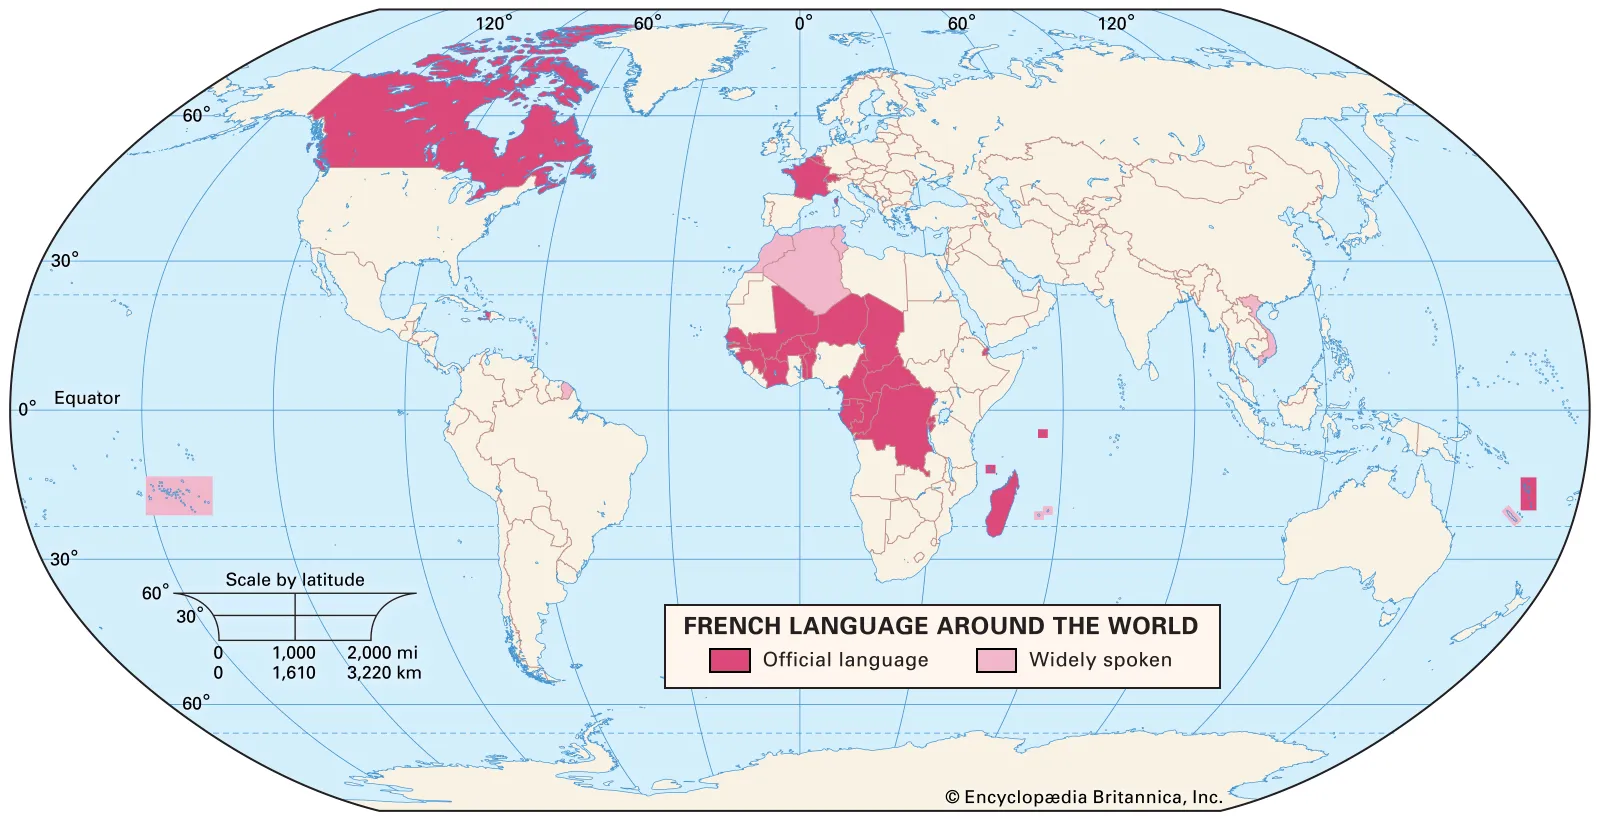 120°
60°
0°
60°
120°
60°
30°
0°
Equator
30°
Scale by latitude
60°
30°
0 1,000 2,000 mi
0 1,610 3,220 km
60°
FRENCH LANGUAGE AROUND THE WORLD
Official language
Widely spoken
© Encyclopædia Britannica, Inc.